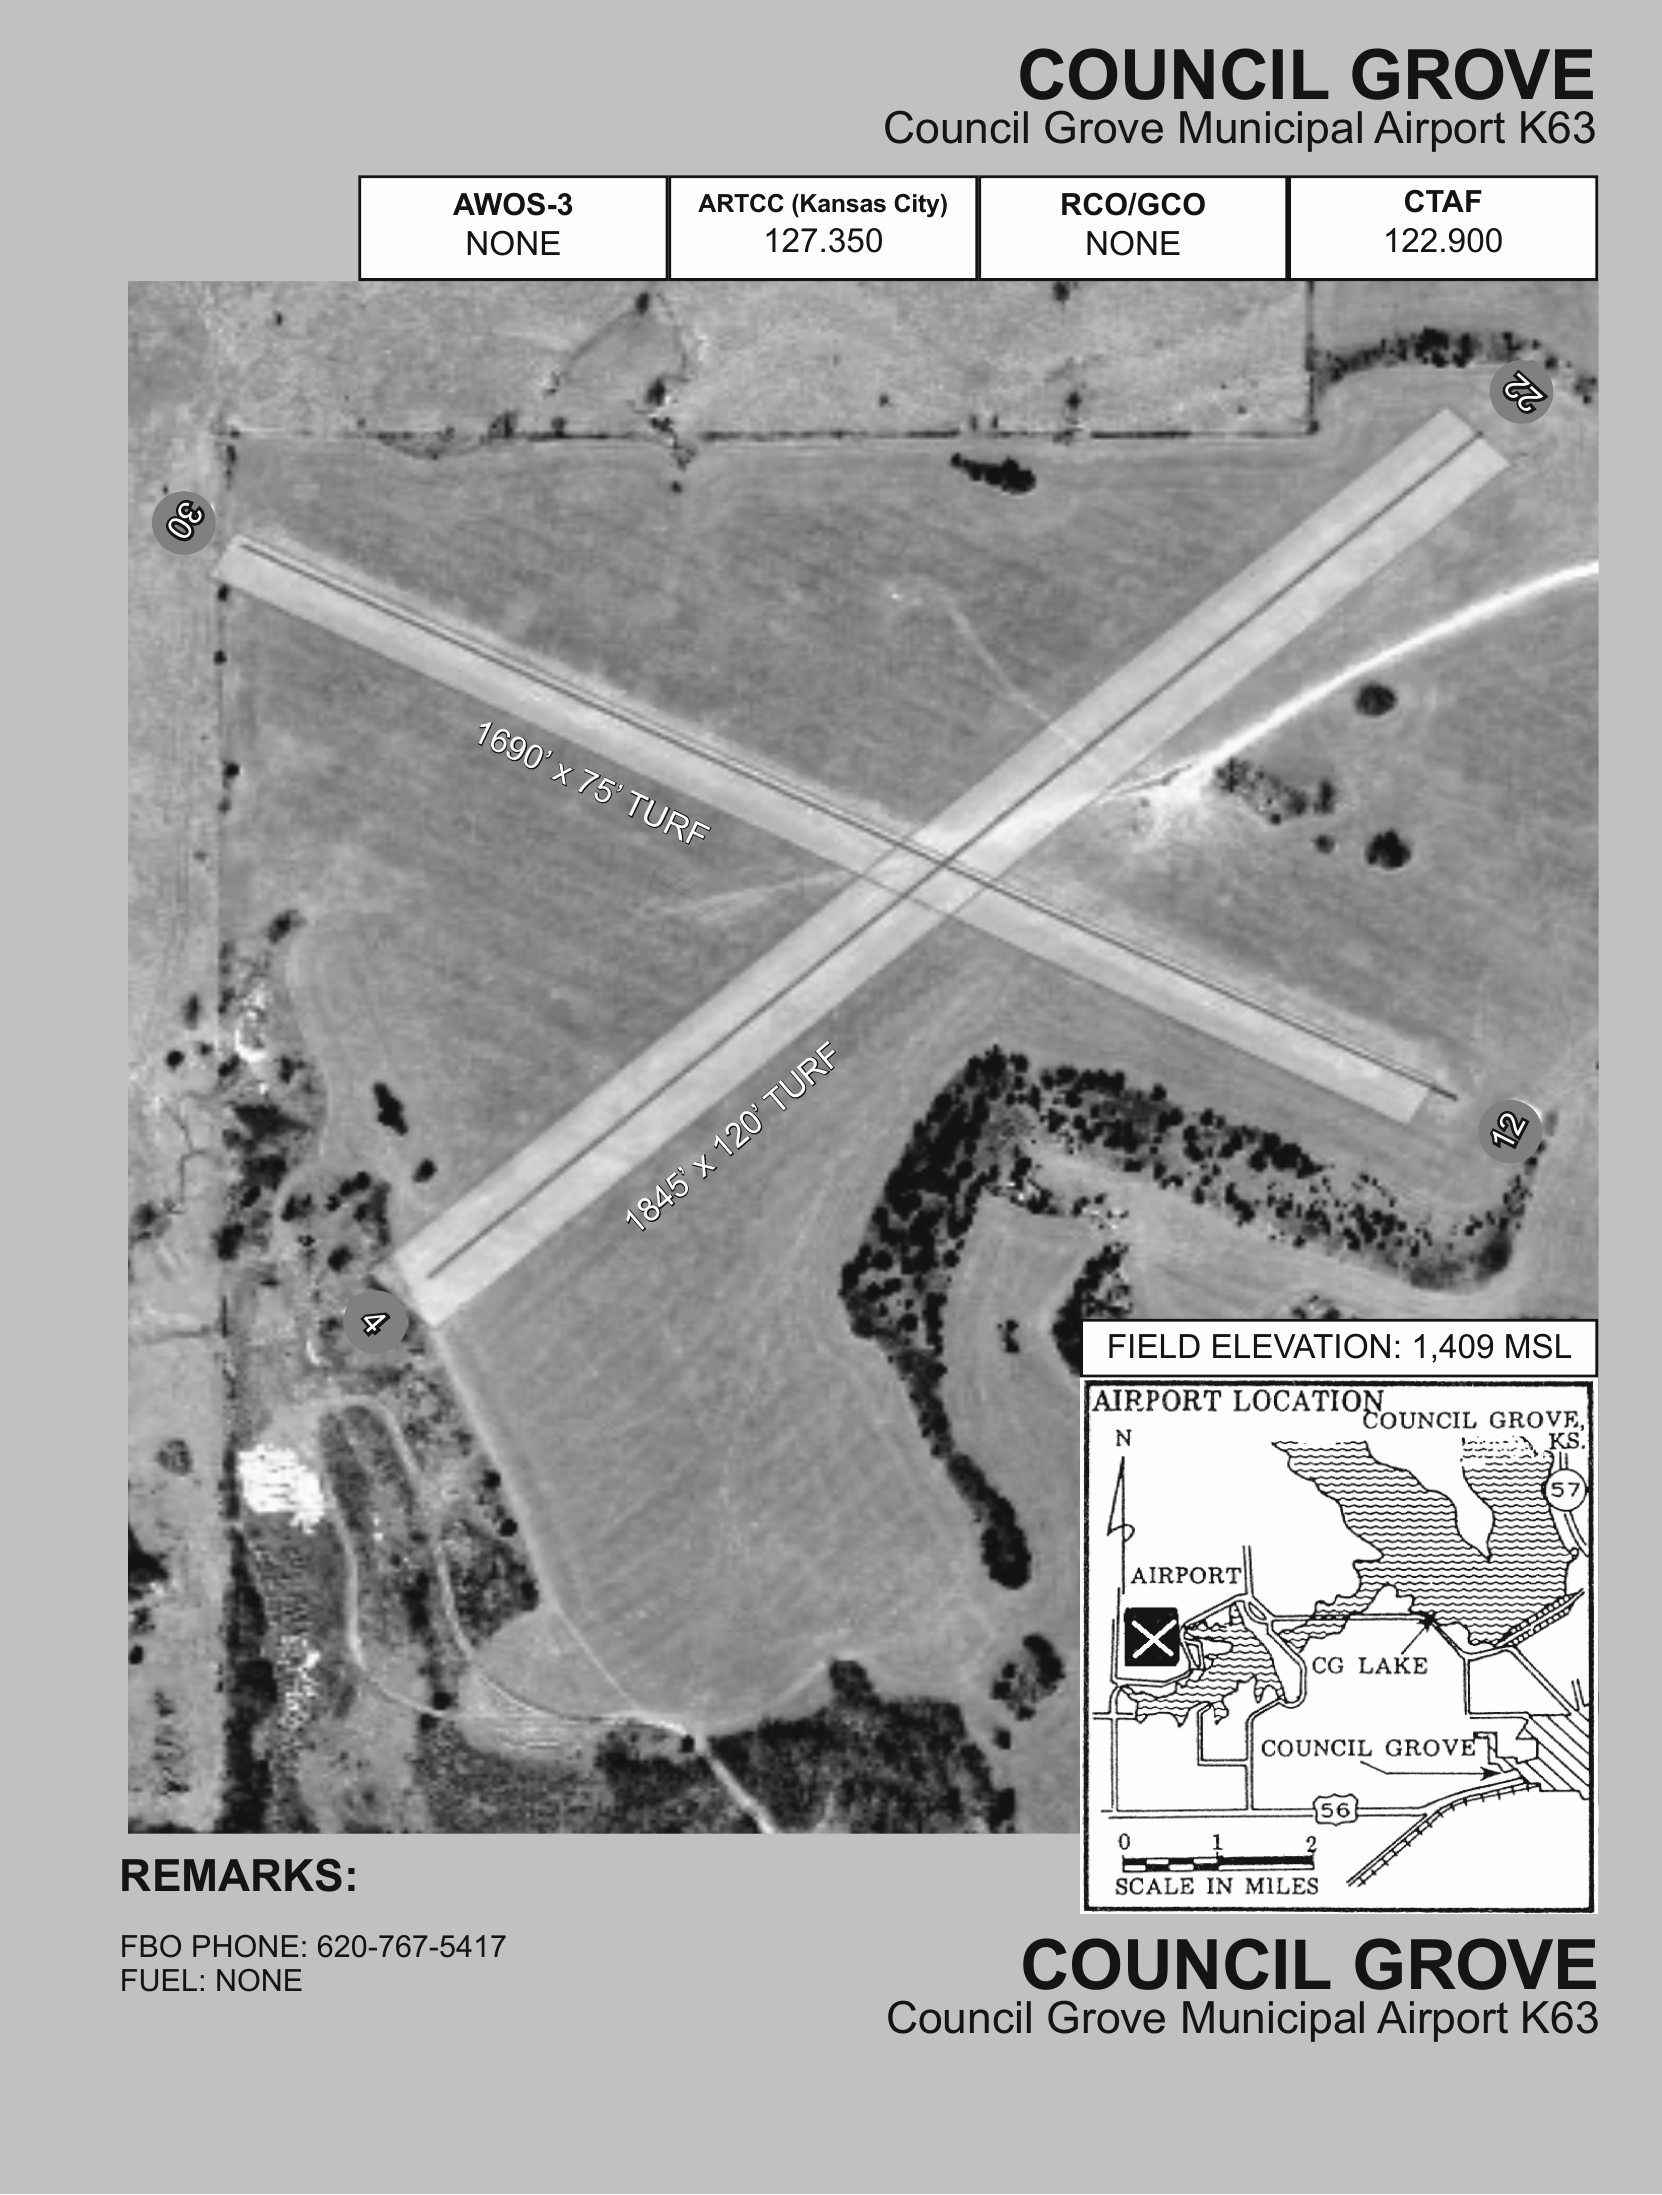 COUNCIL GROVE
Council Grove Municipal Airport K63
AWOS-3
NONE
ARTCC (Kansas City)
127.350
RCO/GCO
NONE
CTAF
122.900
22
30
1690’ x 75’ TURF
1845’ x 120’ TURF
12
4
FIELD ELEVATION: 1,409 MSL
AIRPORT LOCATION
COUNCIL GROVE,
KS.
N
57
AIRPORT
CG LAKE
COUNCIL GROVE
56
0 1 2
SCALE IN MILES
REMARKS:
FBO PHONE: 620-767-5417
FUEL: NONE
COUNCIL GROVE
Council Grove Municipal Airport K63